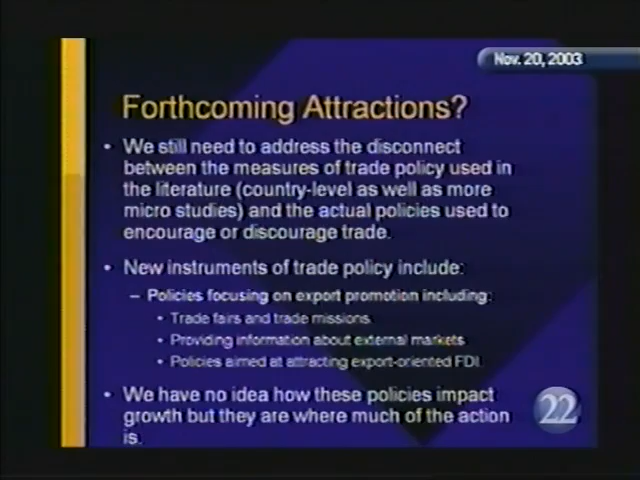 Nov. 20, 2003
Forthcoming Attractions?
• We still need to address the disconnect
between the measures of trade policy used in
the literature (country-level as well as more
micro studies) and the actual policies used to
encourage or discourage trade.
• New instruments of trade policy include:
– Policies focusing on export promotion including:
• Trade fairs and trade missions
• Providing information about external markets
• Policies aimed at attracting export-oriented FDI.
• We have no idea how these policies impact
growth but they are where much of the action
is.
22